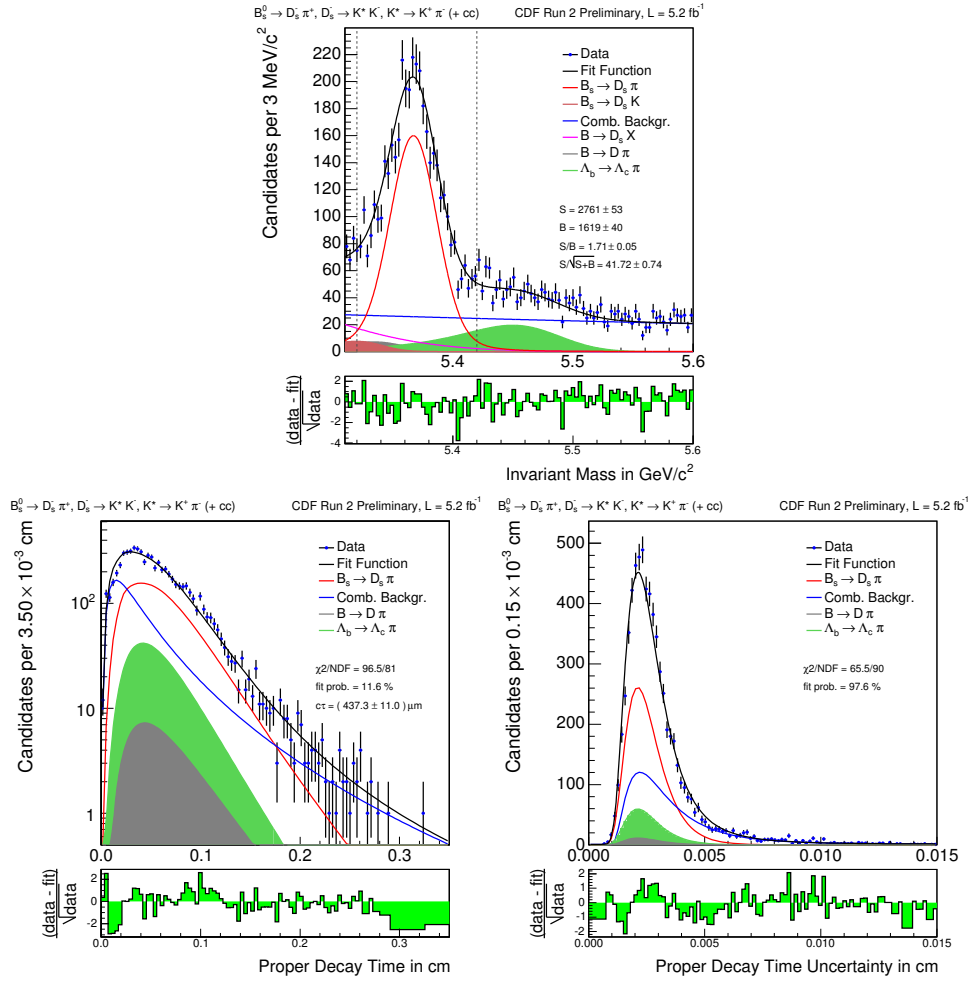 B⁰ₛ → D⁻ₛ π⁺, D⁻ₛ → K* K⁻, K* → K⁺ π⁻ (+ cc) CDF Run 2 Preliminary, L = 5.2 fb⁻¹
Candidates per 3 MeV/c²
220
200
180
160
140
120
100
80
60
40
20
0
Data
Fit Function
Bₛ → Dₛ π
Bₛ → Dₛ K
Comb. Backgr.
B → Dₛ X
B → D π
Λb → Λc π
S = 2761 ± 53
B = 1619 ± 40
S/B = 1.71 ± 0.05
S/√S+B = 41.72 ± 0.74
5.4 5.5 5.6
(data - fit)
√data
2
0
-2
-4
5.4 5.5 5.6
Invariant Mass in GeV/c²
B⁰ₛ → D⁻ₛ π⁺, D⁻ₛ → K* K⁻, K* → K⁺ π⁻ (+ cc) CDF Run 2 Preliminary, L = 5.2 fb⁻¹
Candidates per 3.50 × 10⁻³ cm
10²
10
1
Data
Fit Function
Bₛ → Dₛ π
Comb. Backgr.
B → D π
Λb → Λc π
χ2/NDF = 96.5/81
fit prob. = 11.6 %
cτ = ( 437.3 ± 11.0 ) μm
0.0 0.1 0.2 0.3
(data - fit)
√data
2
0
-2
0.0 0.1 0.2 0.3
Proper Decay Time in cm
B⁰ₛ → D⁻ₛ π⁺, D⁻ₛ → K* K⁻, K* → K⁺ π⁻ (+ cc) CDF Run 2 Preliminary, L = 5.2 fb⁻¹
Candidates per 0.15 × 10⁻³ cm
500
400
300
200
100
0
Data
Fit Function
Bₛ → Dₛ π
Comb. Backgr.
B → D π
Λb → Λc π
χ2/NDF = 65.5/90
fit prob. = 97.6 %
0.000 0.005 0.010 0.015
(data - fit)
√data
2
1
0
-1
-2
0.000 0.005 0.010 0.015
Proper Decay Time Uncertainty in cm